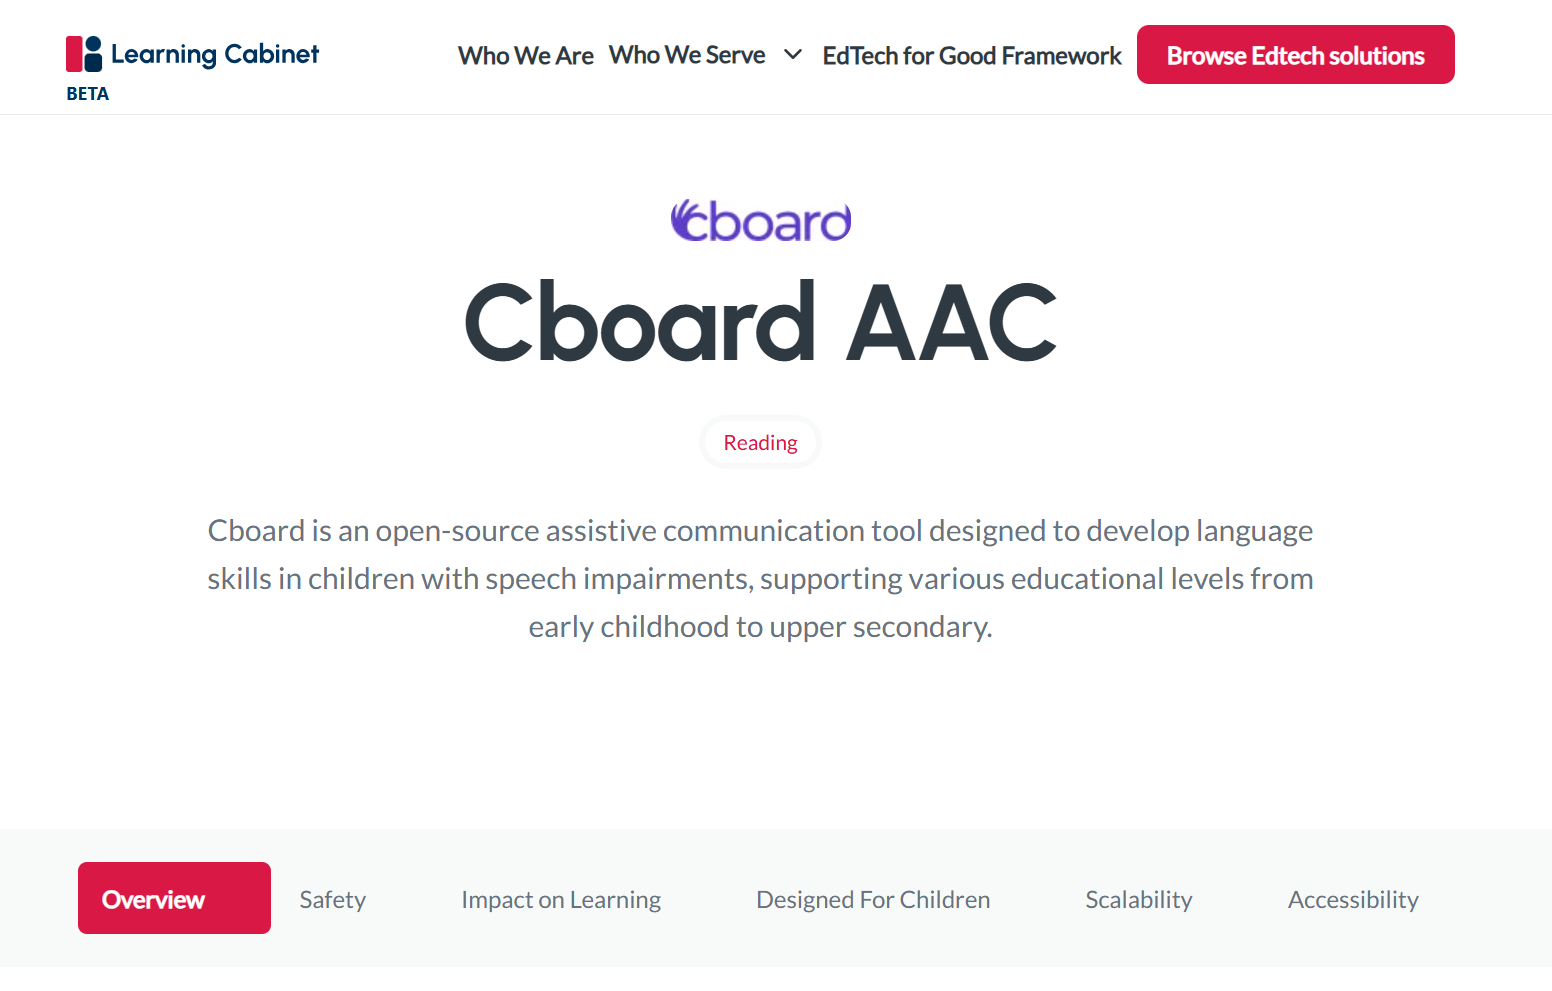 Learning Cabinet
BETA
Who We Are
Who We Serve
EdTech for Good Framework
Browse Edtech solutions
cboard
Cboard AAC
Reading
Cboard is an open-source assistive communication tool designed to develop language
skills in children with speech impairments, supporting various educational levels from
early childhood to upper secondary.
Overview
Safety
Impact on Learning
Designed For Children
Scalability
Accessibility